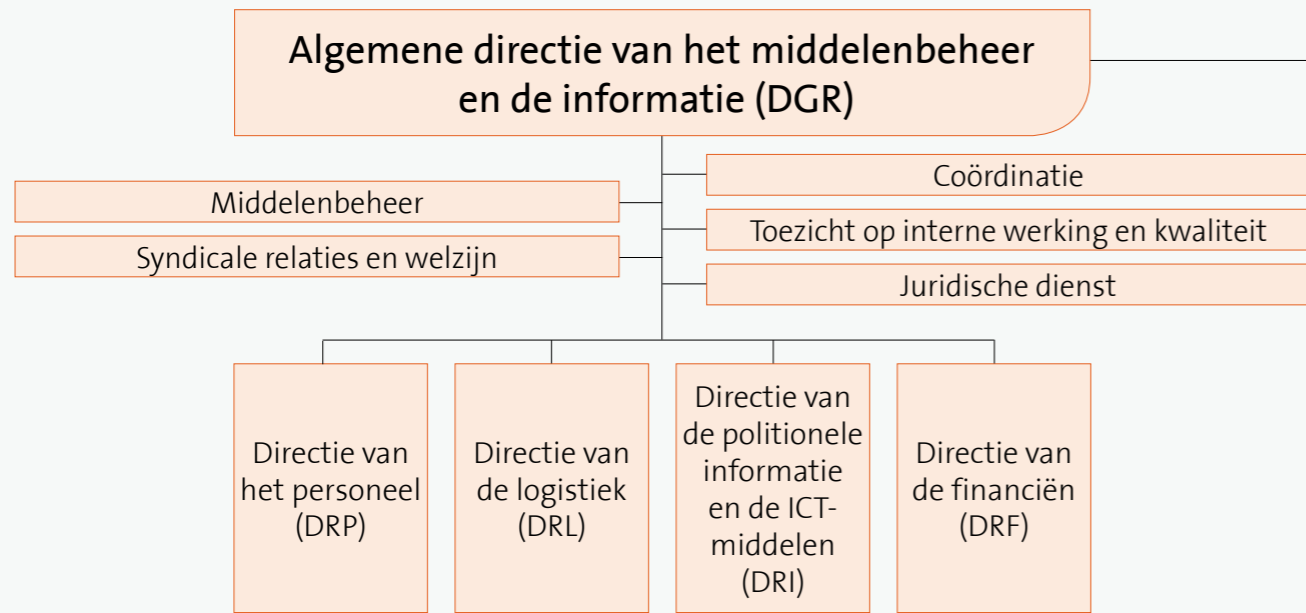 Algemene directie van het middelenbeheer
en de informatie (DGR)
Middelenbeheer
Syndicale relaties en welzijn
Coördinatie
Toezicht op interne werking en kwaliteit
Juridische dienst
Directie van
het personeel
(DRP)
Directie van
de logistiek
(DRL)
Directie van
de politionele
informatie
en de ICT-
middelen
(DRI)
Directie van
de financiën
(DRF)